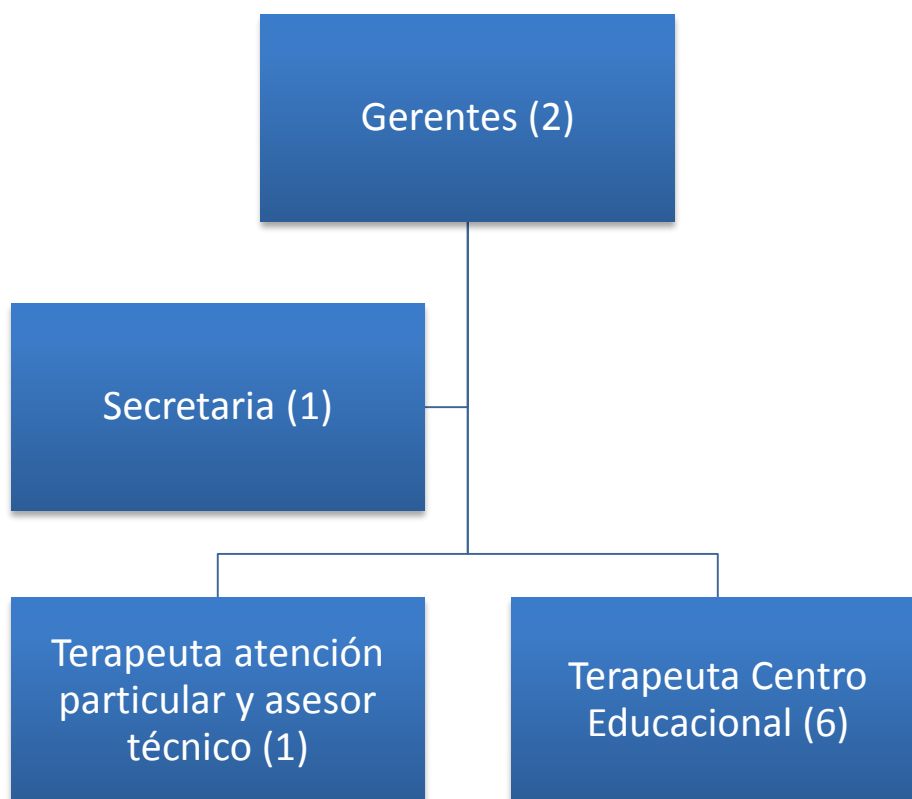 Gerentes (2)
Secretaria (1)
Terapeuta atención
particular y asesor
técnico (1)
Terapeuta Centro
Educacional (6)